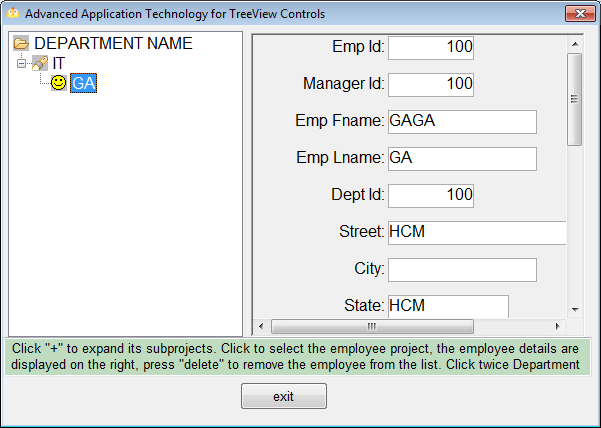 Advanced Application Technology for TreeView Controls
DEPARTMENT NAME
IT
GA
Emp Id: 100
Manager Id: 100
Emp Fname: GAGA
Emp Lname: GA
Dept Id: 100
Street: HCM
City:
State: HCM
Click "+" to expand its subprojects. Click to select the employee project, the employee details are
displayed on the right, press "delete" to remove the employee from the list. Click twice Department
exit